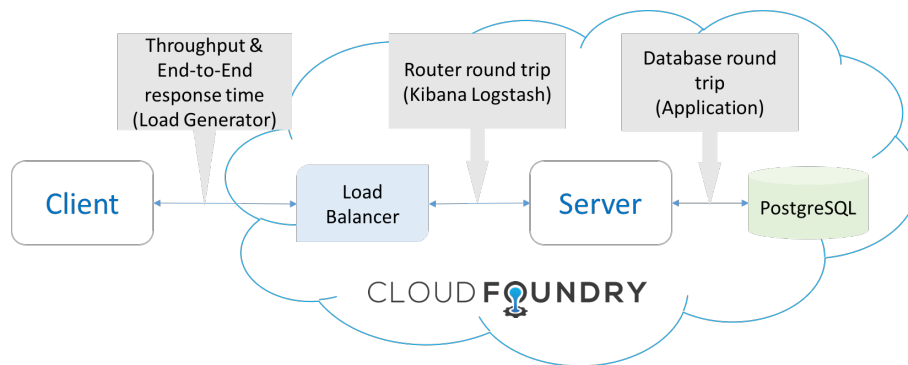 Throughput &
End-to-End
response time
(Load Generator)
Router round trip
(Kibana Logstash)
Database round
trip
(Application)
Client
Load
Balancer
Server
PostgreSQL
CLOUD FOUNDRY